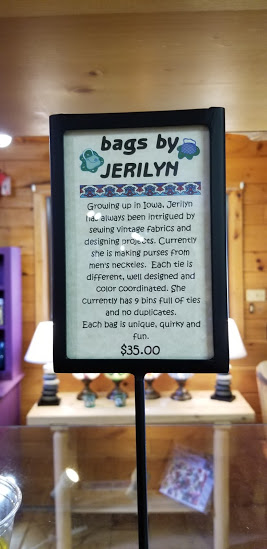 bags by
JERILYN
Growing up in Iowa, Jerilyn
has always been intrigued by
sewing vintage fabrics and
designing projects. Currently
she is making purses from
men's neckties. Each tie is
different, well designed and
color coordinated. She
currently has 9 bins full of ties
and no duplicates.
Each bag is unique, quirky and
fun.
$35.00